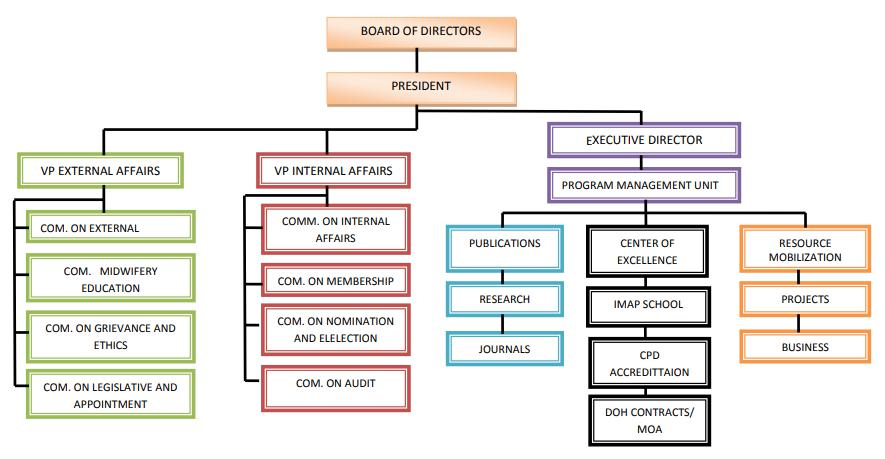 BOARD OF DIRECTORS
PRESIDENT
EXECUTIVE DIRECTOR
VP EXTERNAL AFFAIRS
VP INTERNAL AFFAIRS
PROGRAM MANAGEMENT UNIT
COM. ON EXTERNAL
COM. MIDWIFERY
EDUCATION
COM. ON GRIEVANCE AND
ETHICS
COM. ON LEGISLATIVE AND
APPOINTMENT
COMM. ON INTERNAL
AFFAIRS
COM. ON MEMBERSHIP
COM. ON NOMINATION
AND ELELECTION
COM. ON AUDIT
PUBLICATIONS
RESEARCH
JOURNALS
CENTER OF
EXCELLENCE
IMAP SCHOOL
CPD
ACCREDITTAION
DOH CONTRACTS/
MOA
RESOURCE
MOBILIZATION
PROJECTS
BUSINESS